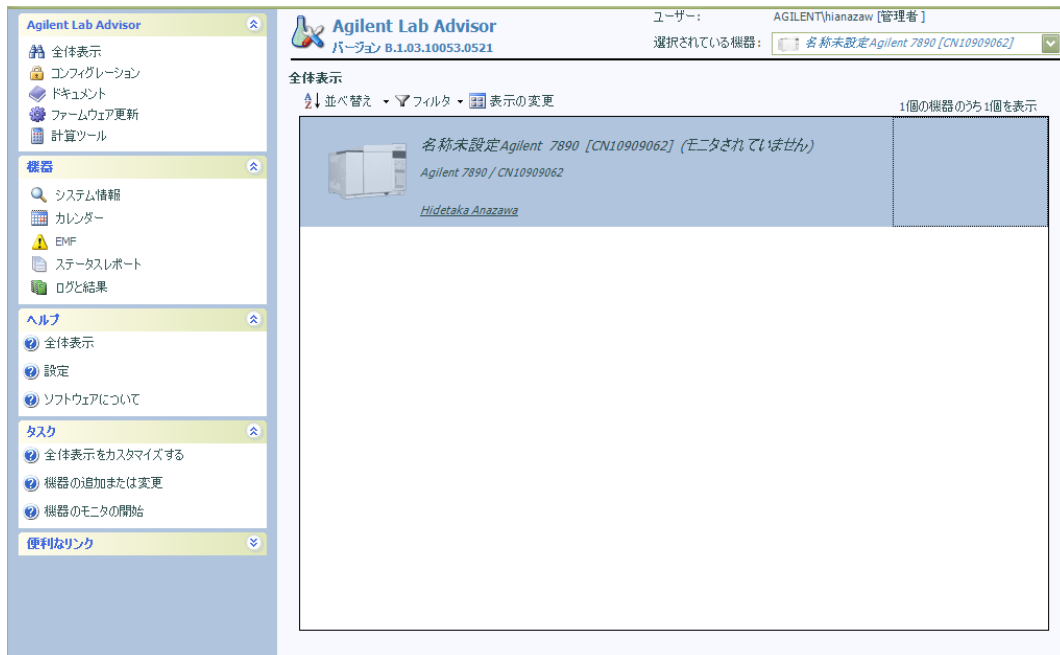 Agilent Lab Advisor
全体表示
コンフィグレーション
ドキュメント
ファームウェア更新
計算ツール
機器
システム情報
カレンダー
EMF
ステータスレポート
ログと結果
ヘルプ
全体表示
設定
ソフトウェアについて
タスク
全体表示をカスタマイズする
機器の追加または変更
機器のモニタの開始
便利なリンク
Agilent Lab Advisor
バージョン B.1.03.10053.0521
ユーザー: AGILENT\hianazaw [管理者 ]
選択されている機器: 名称未設定Agilent 7890 [CN10909062]
全体表示
並べ替え フィルタ 表示の変更
1個の機器のうち1個を表示
名称未設定Agilent 7890 [CN10909062] (モニタされていません)
Agilent 7890 / CN10909062
Hidetaka Anazawa